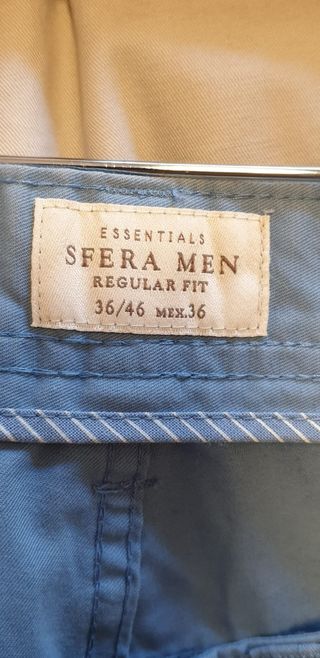 ESSENTIALS
SFERA MEN
REGULAR FIT
36/46 MEX.36